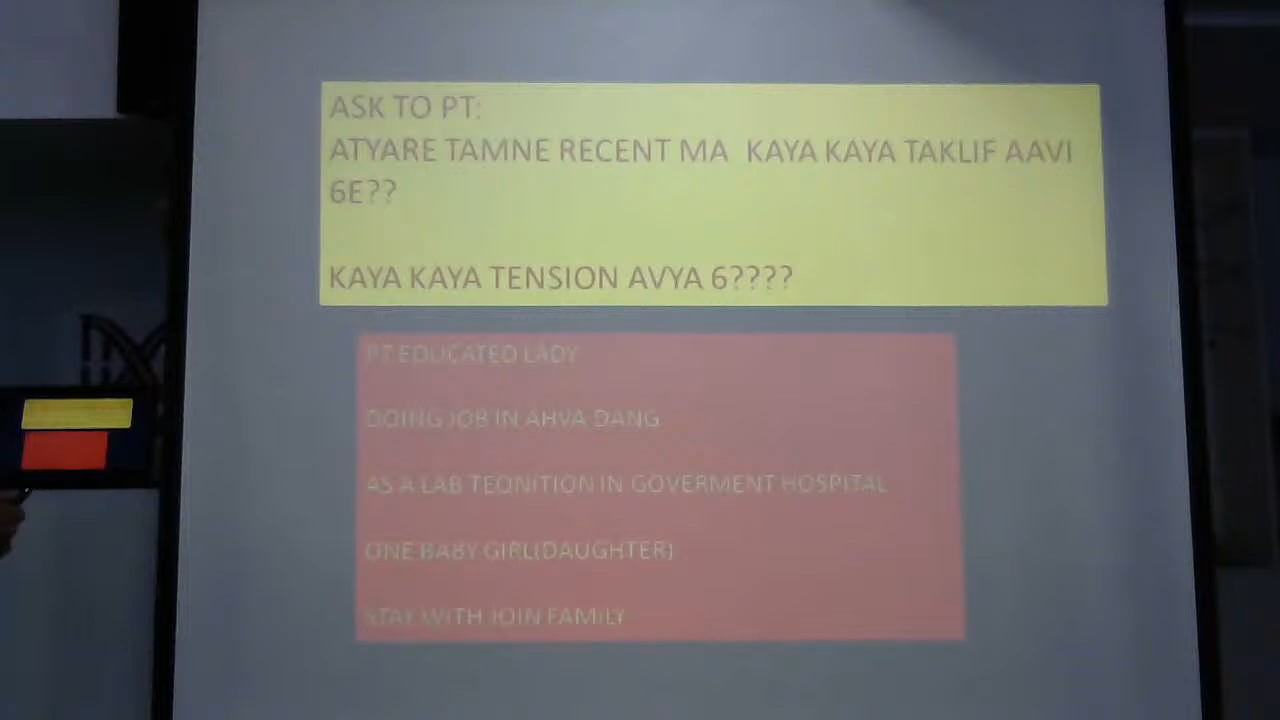 ASK TO PT:
ATYARE TAMNE RECENT MA KAYA KAYA TAKLIF AAVI
6E??
KAYA KAYA TENSION AVYA 6????
PT EDUCATED LADY
DOING JOB IN AHVA DANG
AS A LAB TEQNITION IN GOVERMENT HOSPITAL
ONE BABY GIRL(DAUGHTER)
STAY WITH JOIN FAMILY